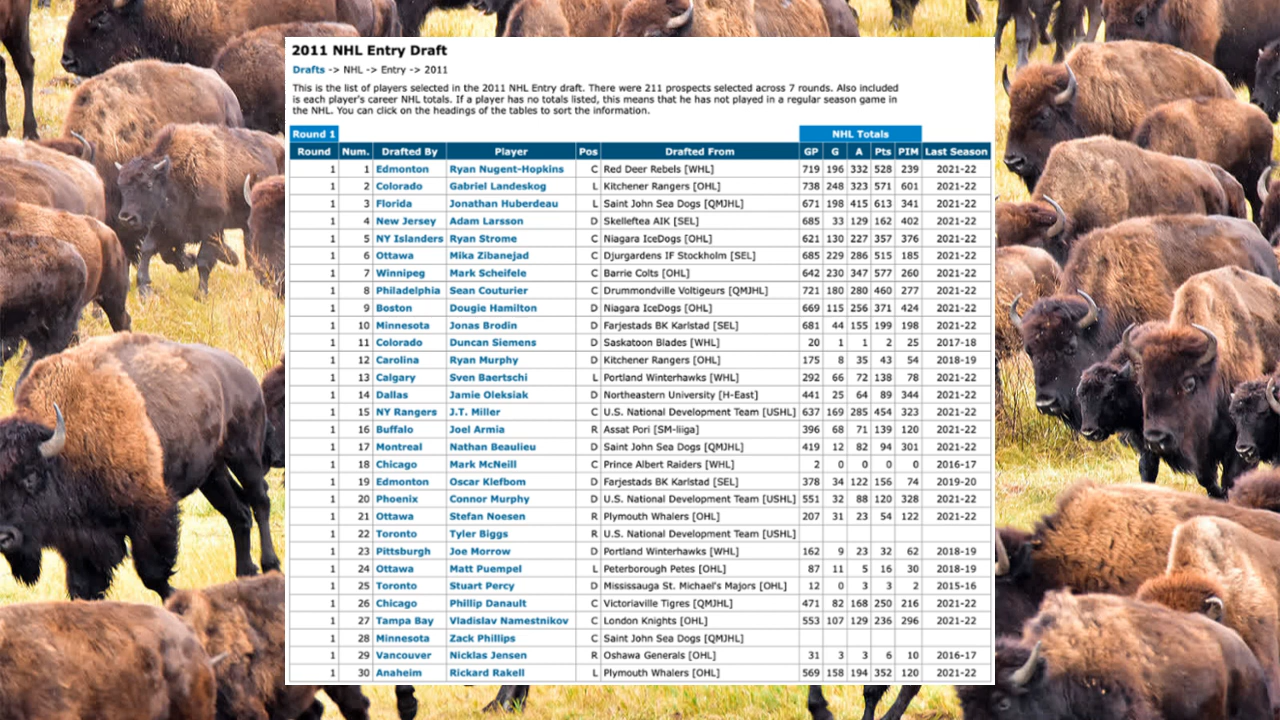 2011 NHL Entry Draft
Drafts -> NHL -> Entry -> 2011
This is the list of players selected in the 2011 NHL Entry draft. There were 211 prospects selected across 7 rounds. Also included
is each player's career NHL totals. If a player has no totals listed, this means that he has not played in a regular season game in
the NHL. You can click on the headings of the tables to sort the information.
Round 1 NHL Totals
Round Num. Drafted By Player Pos Drafted From GP G A Pts PIM Last Season
1 1 Edmonton Ryan Nugent-Hopkins C Red Deer Rebels [WHL] 719 196 332 528 239 2021-22
1 2 Colorado Gabriel Landeskog L Kitchener Rangers [OHL] 738 248 323 571 601 2021-22
1 3 Florida Jonathan Huberdeau L Saint John Sea Dogs [QMJHL] 671 198 415 613 341 2021-22
1 4 New Jersey Adam Larsson D Skelleftea AIK [SEL] 685 33 129 162 402 2021-22
1 5 NY Islanders Ryan Strome C Niagara IceDogs [OHL] 621 130 227 357 376 2021-22
1 6 Ottawa Mika Zibanejad C Djurgardens IF Stockholm [SEL] 685 229 286 515 185 2021-22
1 7 Winnipeg Mark Scheifele C Barrie Colts [OHL] 642 230 347 577 260 2021-22
1 8 Philadelphia Sean Couturier C Drummondville Voltigeurs [QMJHL] 721 180 280 460 277 2021-22
1 9 Boston Dougie Hamilton D Niagara IceDogs [OHL] 669 115 256 371 424 2021-22
1 10 Minnesota Jonas Brodin D Farjestads BK Karlstad [SEL] 681 44 155 199 198 2021-22
1 11 Colorado Duncan Siemens D Saskatoon Blades [WHL] 20 1 1 2 25 2017-18
1 12 Carolina Ryan Murphy D Kitchener Rangers [OHL] 175 8 35 43 54 2018-19
1 13 Calgary Sven Baertschi L Portland Winterhawks [WHL] 292 66 72 138 78 2021-22
1 14 Dallas Jamie Oleksiak D Northeastern University [H-East] 441 25 64 89 344 2021-22
1 15 NY Rangers J.T. Miller C U.S. National Development Team [USHL] 637 169 285 454 323 2021-22
1 16 Buffalo Joel Armia R Assat Pori [SM-liiga] 396 68 71 139 120 2021-22
1 17 Montreal Nathan Beaulieu D Saint John Sea Dogs [QMJHL] 419 12 82 94 301 2021-22
1 18 Chicago Mark McNeill C Prince Albert Raiders [WHL] 2 0 0 0 0 2016-17
1 19 Edmonton Oscar Klefbom D Farjestads BK Karlstad [SEL] 378 34 122 156 74 2019-20
1 20 Phoenix Connor Murphy D U.S. National Development Team [USHL] 551 32 88 120 328 2021-22
1 21 Ottawa Stefan Noesen R Plymouth Whalers [OHL] 207 31 23 54 122 2021-22
1 22 Toronto Tyler Biggs R U.S. National Development Team [USHL]
1 23 Pittsburgh Joe Morrow D Portland Winterhawks [WHL] 162 9 23 32 62 2018-19
1 24 Ottawa Matt Puempel L Peterborough Petes [OHL] 87 11 5 16 30 2018-19
1 25 Toronto Stuart Percy D Mississauga St. Michael's Majors [OHL] 12 0 3 3 2 2015-16
1 26 Chicago Phillip Danault C Victoriaville Tigres [QMJHL] 471 82 168 250 216 2021-22
1 27 Tampa Bay Vladislav Namestnikov C London Knights [OHL] 553 107 129 236 296 2021-22
1 28 Minnesota Zack Phillips C Saint John Sea Dogs [QMJHL]
1 29 Vancouver Nicklas Jensen R Oshawa Generals [OHL] 31 3 3 6 10 2016-17
1 30 Anaheim Rickard Rakell L Plymouth Whalers [OHL] 569 158 194 352 120 2021-22